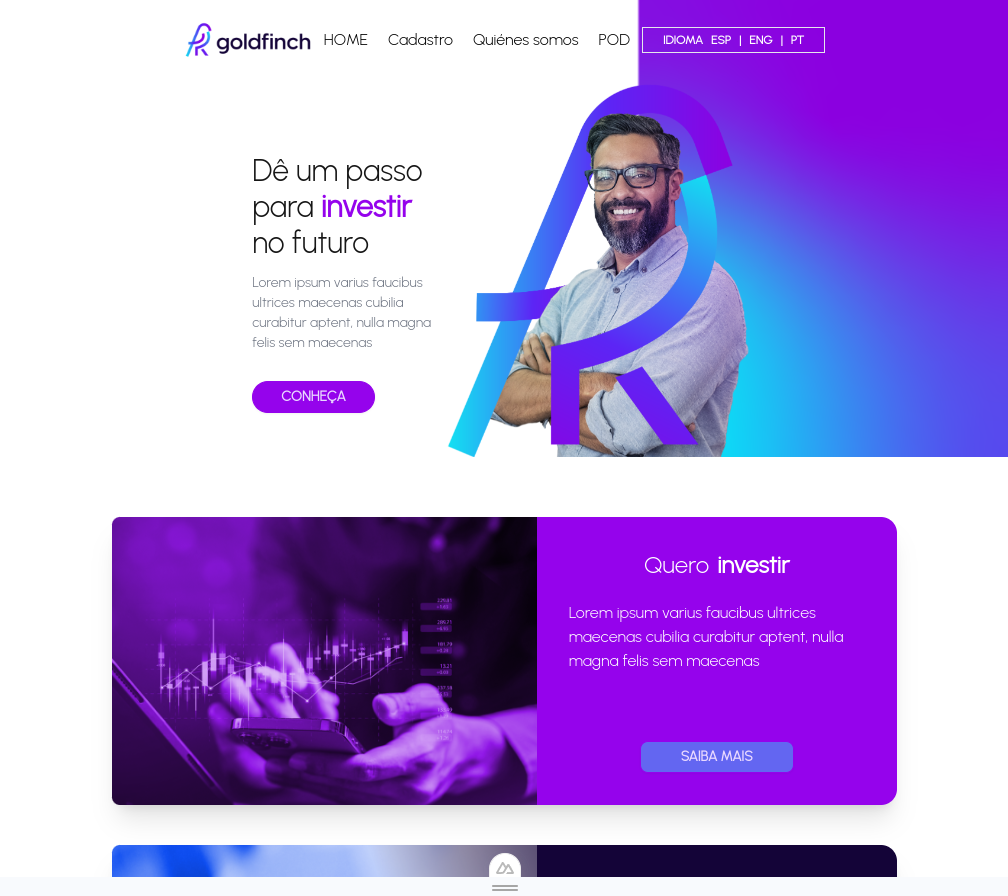 goldfinch HOME Cadastro Quiénes somos POD IDIOMA ESP | ENG | PT
Dê um passo
para investir
no futuro
Lorem ipsum varius faucibus
ultrices maecenas cubilia
curabitur aptent, nulla magna
felis sem maecenas
CONHEÇA
Quero investir
Lorem ipsum varius faucibus ultrices
maecenas cubilia curabitur aptent, nulla
magna felis sem maecenas
SAIBA MAIS